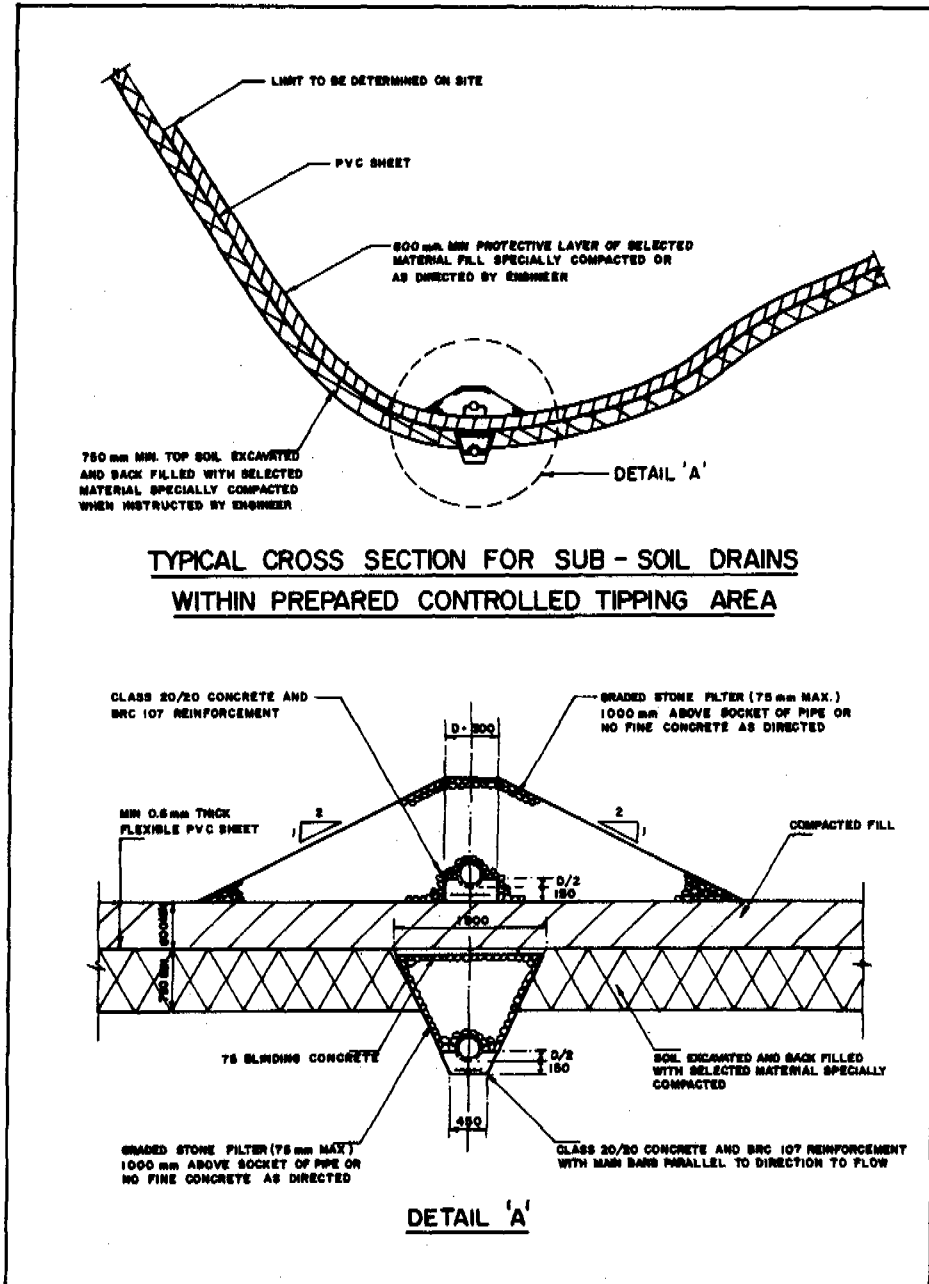 LIMIT TO BE DETERMINED ON SITE
PVC SHEET
MIN PROTECTIVE LAYER OF SELECTED
MATERIAL FILL SPECIALLY COMPACTED OR
AS DIRECTED BY ENGINEER
750 mm MIN. TOP SOIL EXCAVATED
AND BACK FILLED WITH SELECTED
MATERIAL SPECIALLY COMPACTED
WHEN INSTRUCTED BY ENGINEER
DETAIL 'A'
TYPICAL CROSS SECTION FOR SUB - SOIL DRAINS
WITHIN PREPARED CONTROLLED TIPPING AREA
CLASS 20/20 CONCRETE AND
BRC 107 REINFORCEMENT
GRADED STONE FILTER (75 mm MAX.)
1000 mm ABOVE SOCKET OF PIPE OR
NO FINE CONCRETE AS DIRECTED
D + 300
MIN 0.5 mm THICK
FLEXIBLE PVC SHEET
2
1
2
1
COMPACTED FILL
D/2
150
750 MIN.
75 BLINDING CONCRETE
D/2
150
SOIL EXCAVATED AND BACK FILLED
WITH SELECTED MATERIAL SPECIALLY
COMPACTED
450
GRADED STONE FILTER (75 mm MAX)
1000 mm ABOVE SOCKET OF PIPE OR
NO FINE CONCRETE AS DIRECTED
CLASS 20/20 CONCRETE AND BRC 107 REINFORCEMENT
WITH MAIN BARS PARALLEL TO DIRECTION TO FLOW
DETAIL 'A'